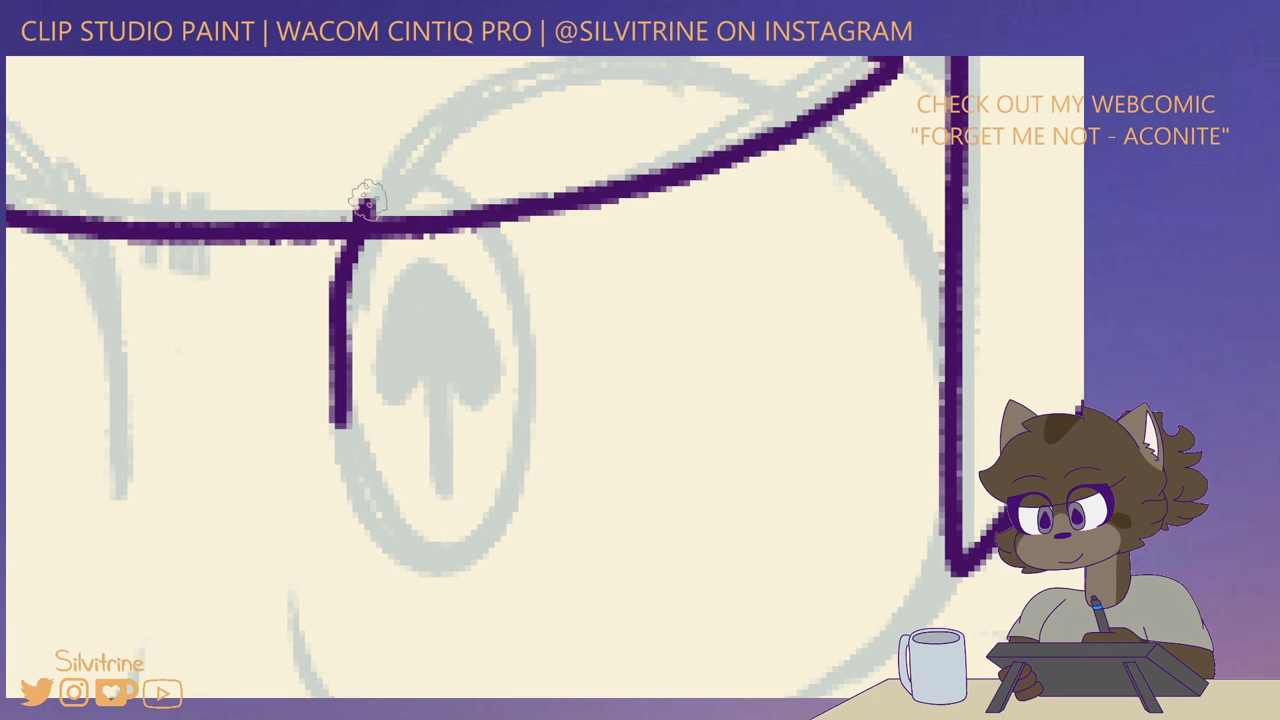 CLIP STUDIO PAINT | WACOM CINTIQ PRO | @SILVITRINE ON INSTAGRAM
CHECK OUT MY WEBCOMIC
"FORGET ME NOT - ACONITE"
Silvitrine